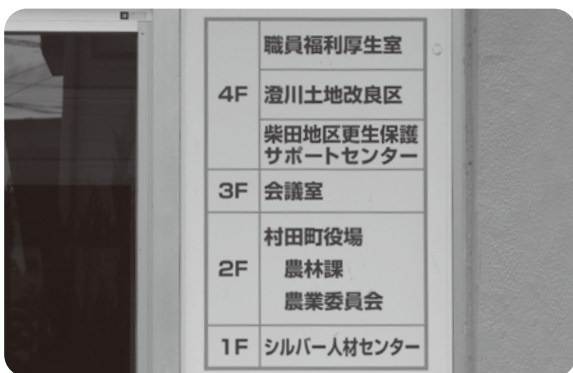 職員福利厚生室
4F 澄川土地改良区
柴田地区更生保護
サポートセンター
3F 会議室
村田町役場
2F 農林課
農業委員会
1F シルバー人材センター